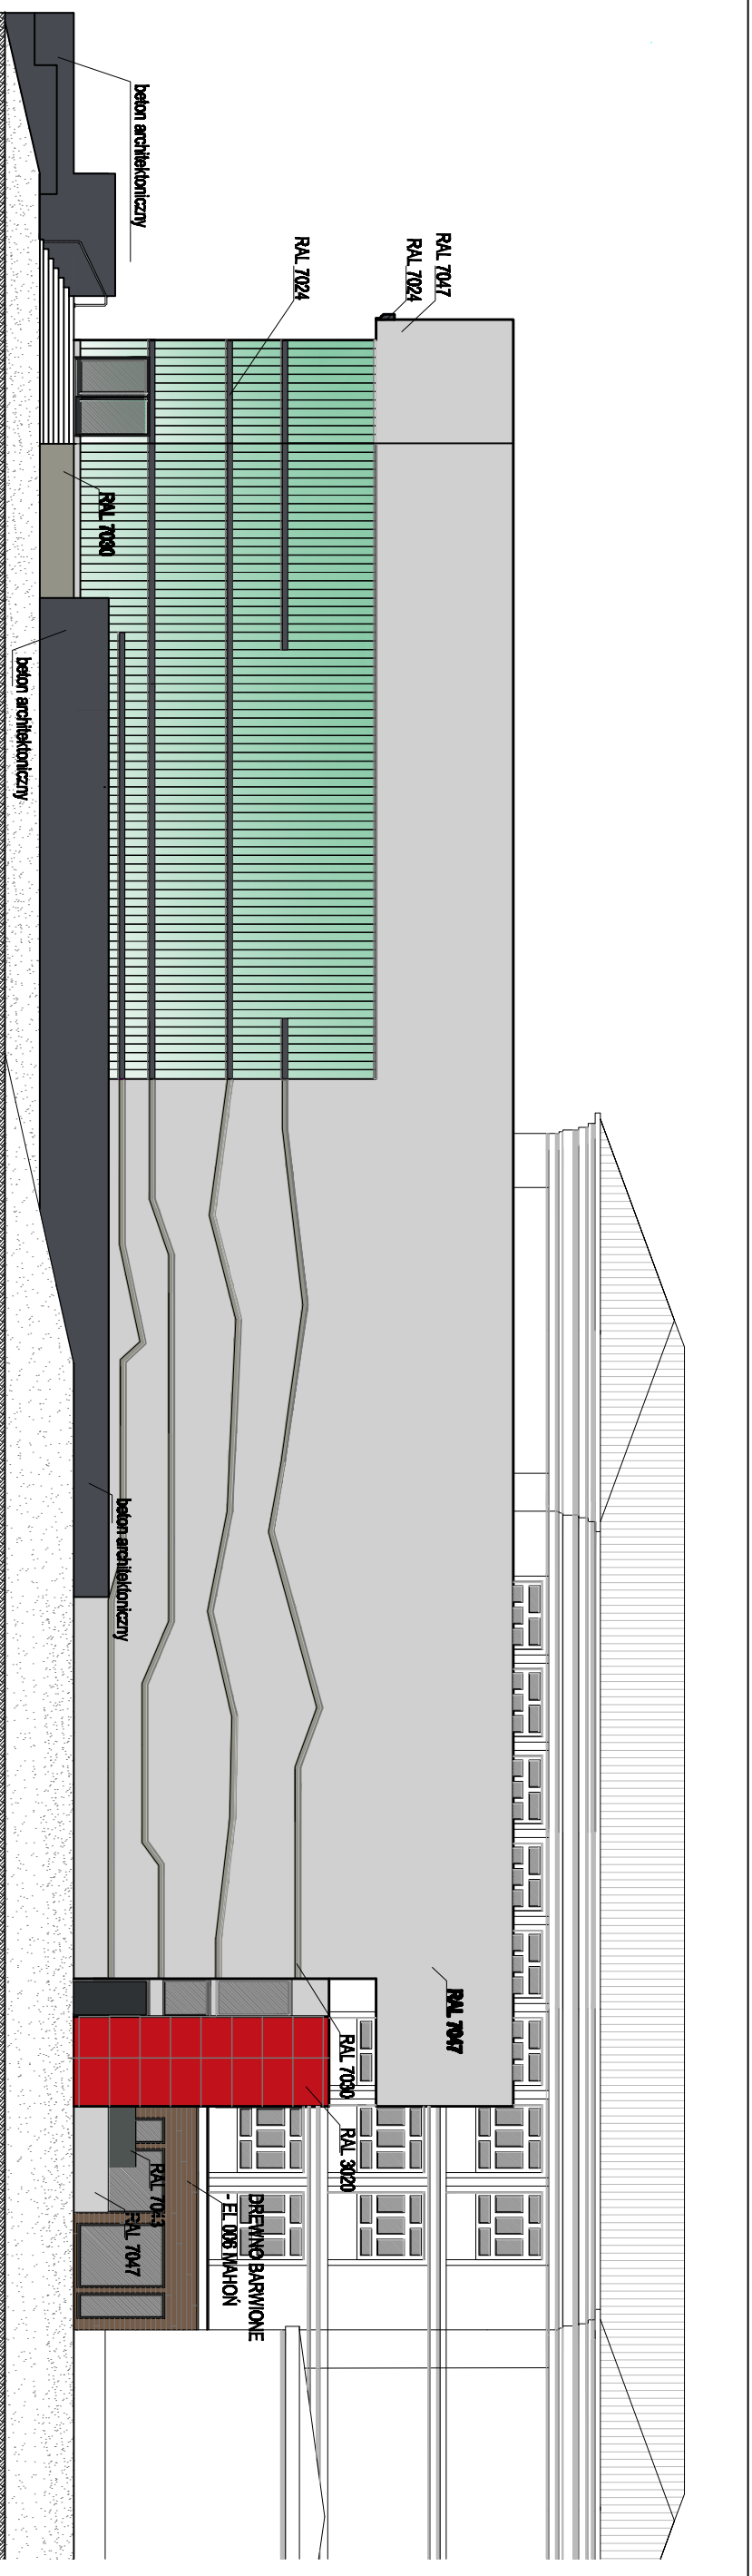 beton architektoniczny
RAL 7024
RAL 7047
RAL 7024
RAL 7030
beton architektoniczny
beton architektoniczny
RAL 7047
RAL 7030
RAL 3020
RAL 7043
RAL 7047
DREWNO BARWIONE
- EL 006 MAHOŃ